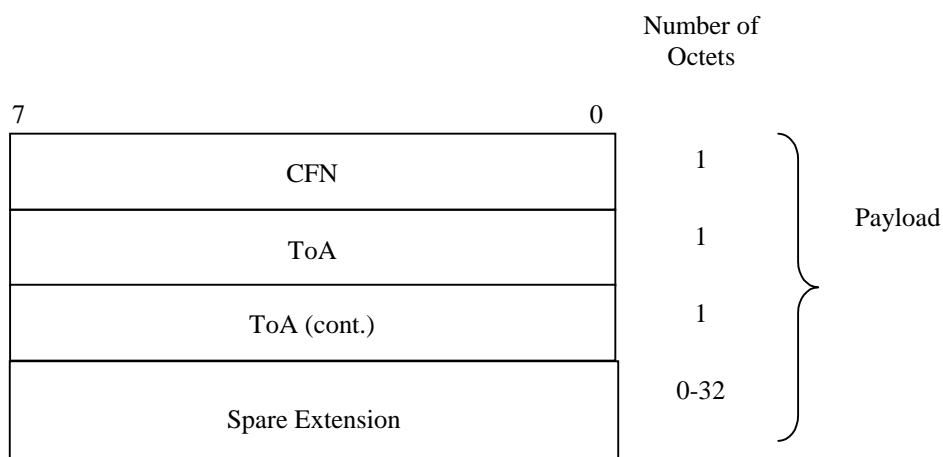 Number of
Octets
7 0
CFN 1
ToA 1
Payload
ToA (cont.) 1
Spare Extension 0-32